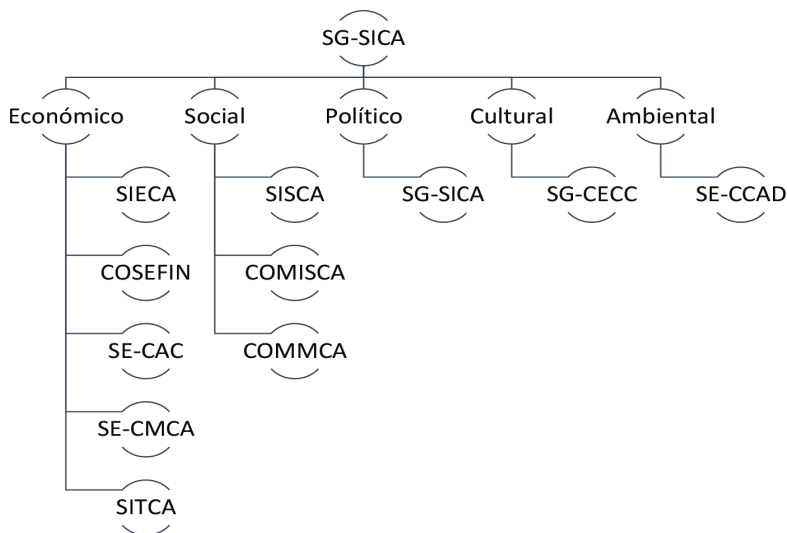 SG-SICA
Económico
Social
Político
Cultural
Ambiental
SIECA
SISCA
SG-SICA
SG-CECC
SE-CCAD
COSEFIN
COMISCA
SE-CAC
COMMCA
SE-CMCA
SITCA